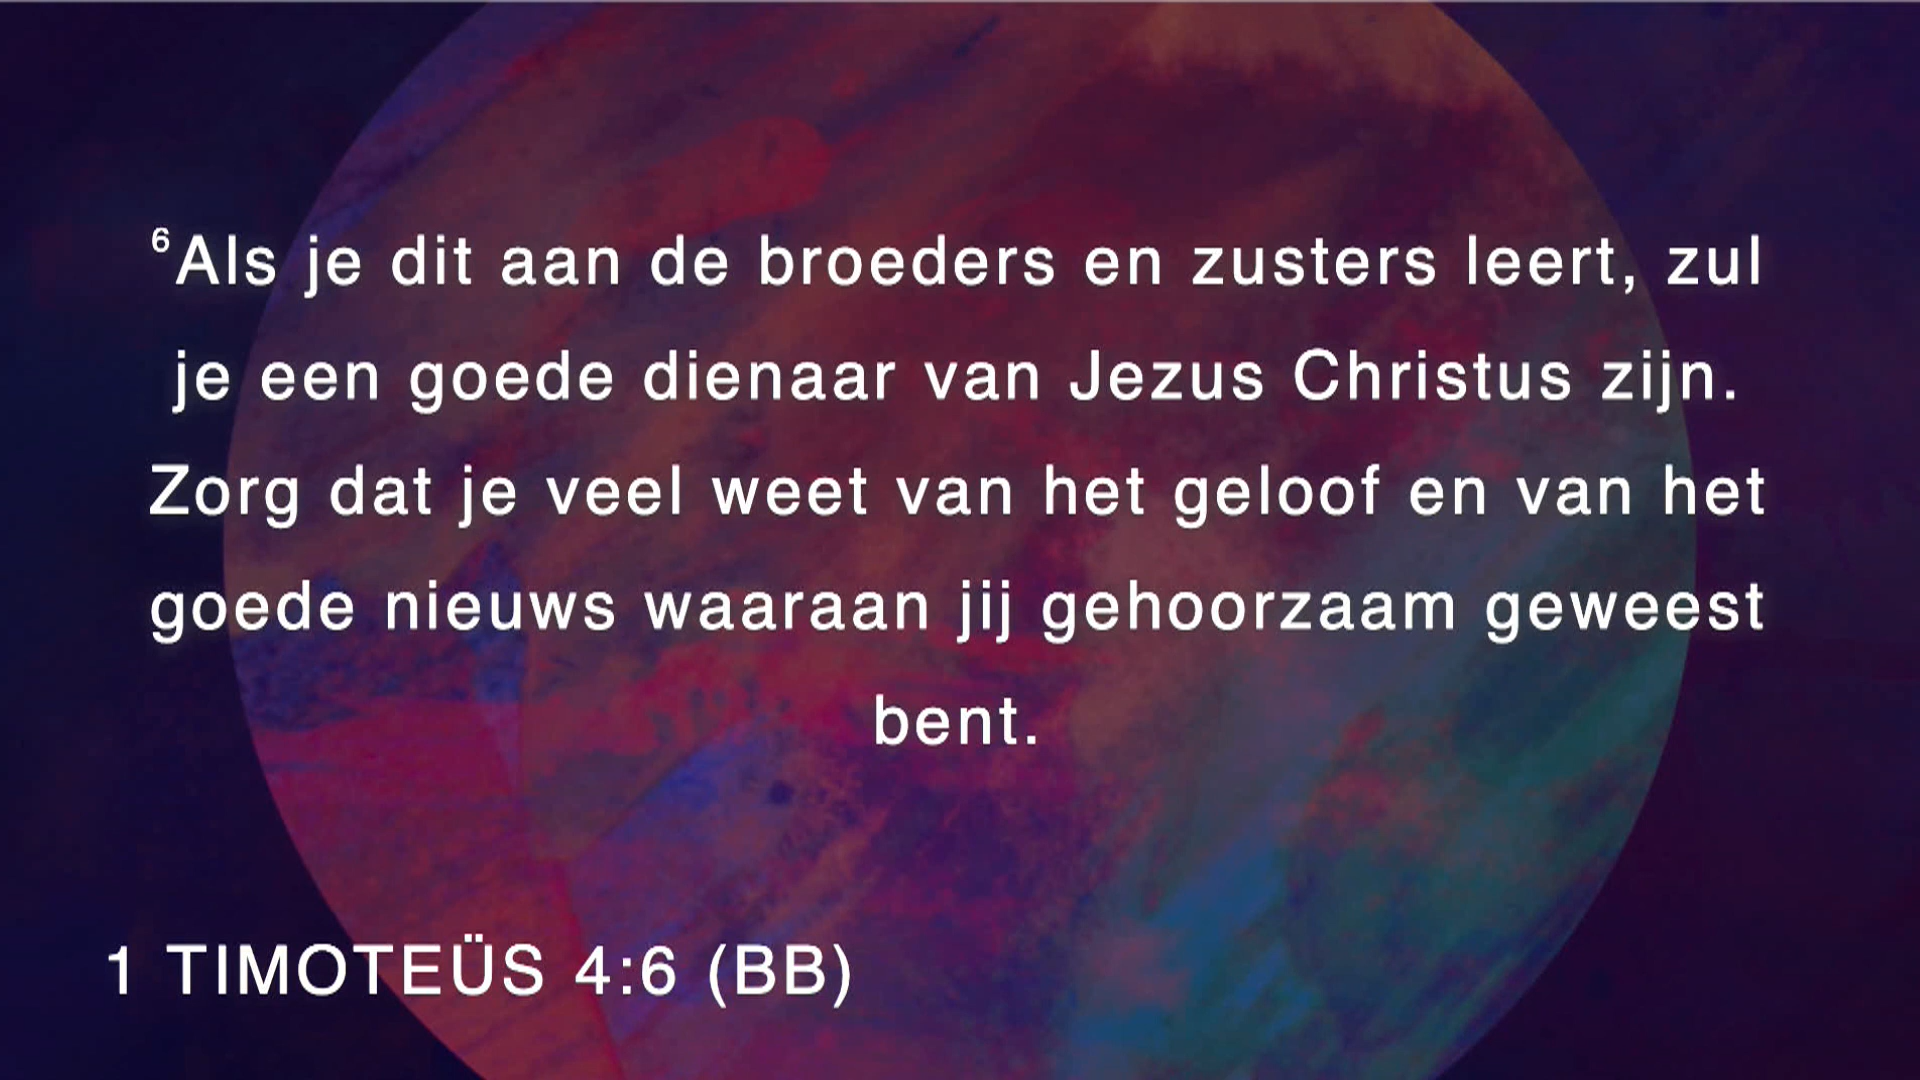 ⁶Als je dit aan de broeders en zusters leert, zul
je een goede dienaar van Jezus Christus zijn.
Zorg dat je veel weet van het geloof en van het
goede nieuws waaraan jij gehoorzaam geweest
bent.
1 TIMOTEÜS 4:6 (BB)